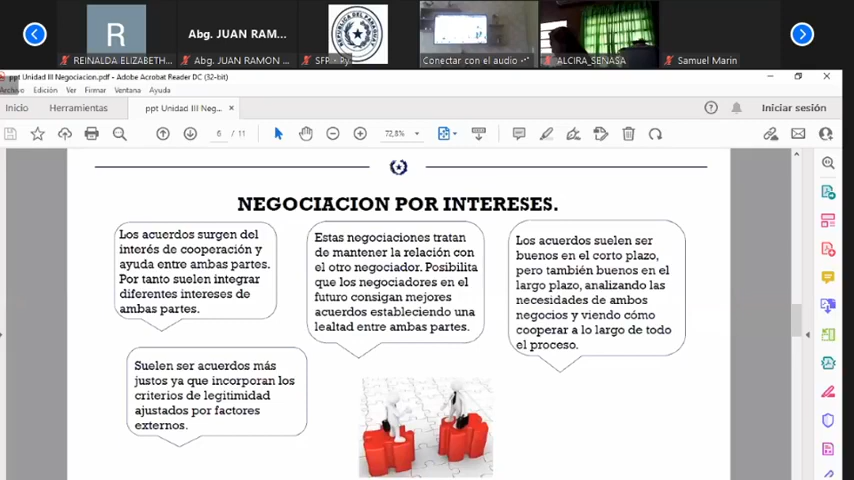 R
Abg. JUAN RAM...
REPUBLICA DEL PARAGUAY
REINALDA ELIZABETH...
Abg. JUAN RAMON ...
SFP - Py
Conectar con el audio
ALCIRA_SENASA
Samuel Marin
ppt Unidad III Negociacion.pdf - Adobe Acrobat Reader DC (32-bit)
Archivo Edición Ver Firmar Ventana Ayuda
Inicio Herramientas ppt Unidad III Neg... × Iniciar sesión
6 / 11 72,8%
NEGOCIACION POR INTERESES.
Los acuerdos surgen del
interés de cooperación y
ayuda entre ambas partes.
Por tanto suelen integrar
diferentes intereses de
ambas partes.
Estas negociaciones tratan
de mantener la relación con
el otro negociador. Posibilita
que los negociadores en el
futuro consigan mejores
acuerdos estableciendo una
lealtad entre ambas partes.
Los acuerdos suelen ser
buenos en el corto plazo,
pero también buenos en el
largo plazo, analizando las
necesidades de ambos
negocios y viendo cómo
cooperar a lo largo de todo
el proceso.
Suelen ser acuerdos más
justos ya que incorporan los
criterios de legitimidad
ajustados por factores
externos.